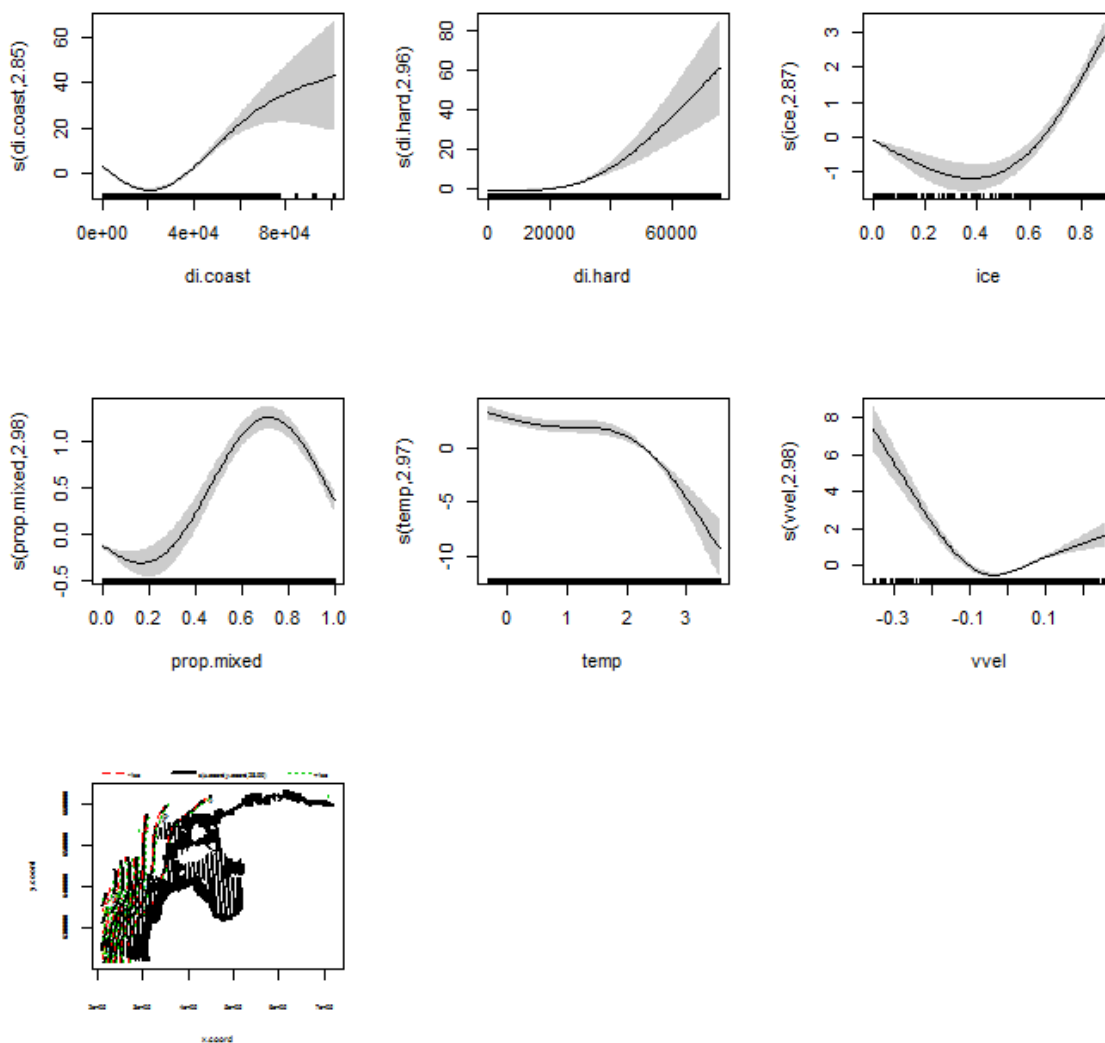 s(di.coast,2.85)
60
40
20
0
0e+00 4e+04 8e+04
di.coast
s(di.hard,2.96)
80
60
40
20
0
0 20000 60000
di.hard
s(ice,2.87)
3
2
1
0
-1
0.0 0.2 0.4 0.6 0.8
ice
s(prop.mixed,2.98)
1.0
0.5
0.0
-0.5
0.0 0.2 0.4 0.6 0.8 1.0
prop.mixed
s(temp,2.97)
0
-5
-10
0 1 2 3
temp
s(vvel,2.98)
8
6
4
2
0
-0.3 -0.1 0.1
vvel
y.coord
x.coord